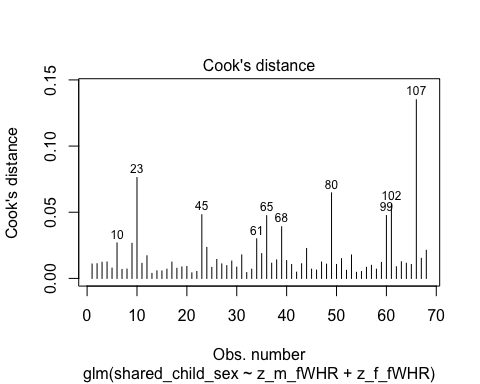 Cook's distance
Cook's distance
0.15
0.10
0.05
0.00
107
23
80
102
45
65
99
68
61
10
0 10 20 30 40 50 60 70
Obs. number
glm(shared_child_sex ~ z_m_fWHR + z_f_fWHR)